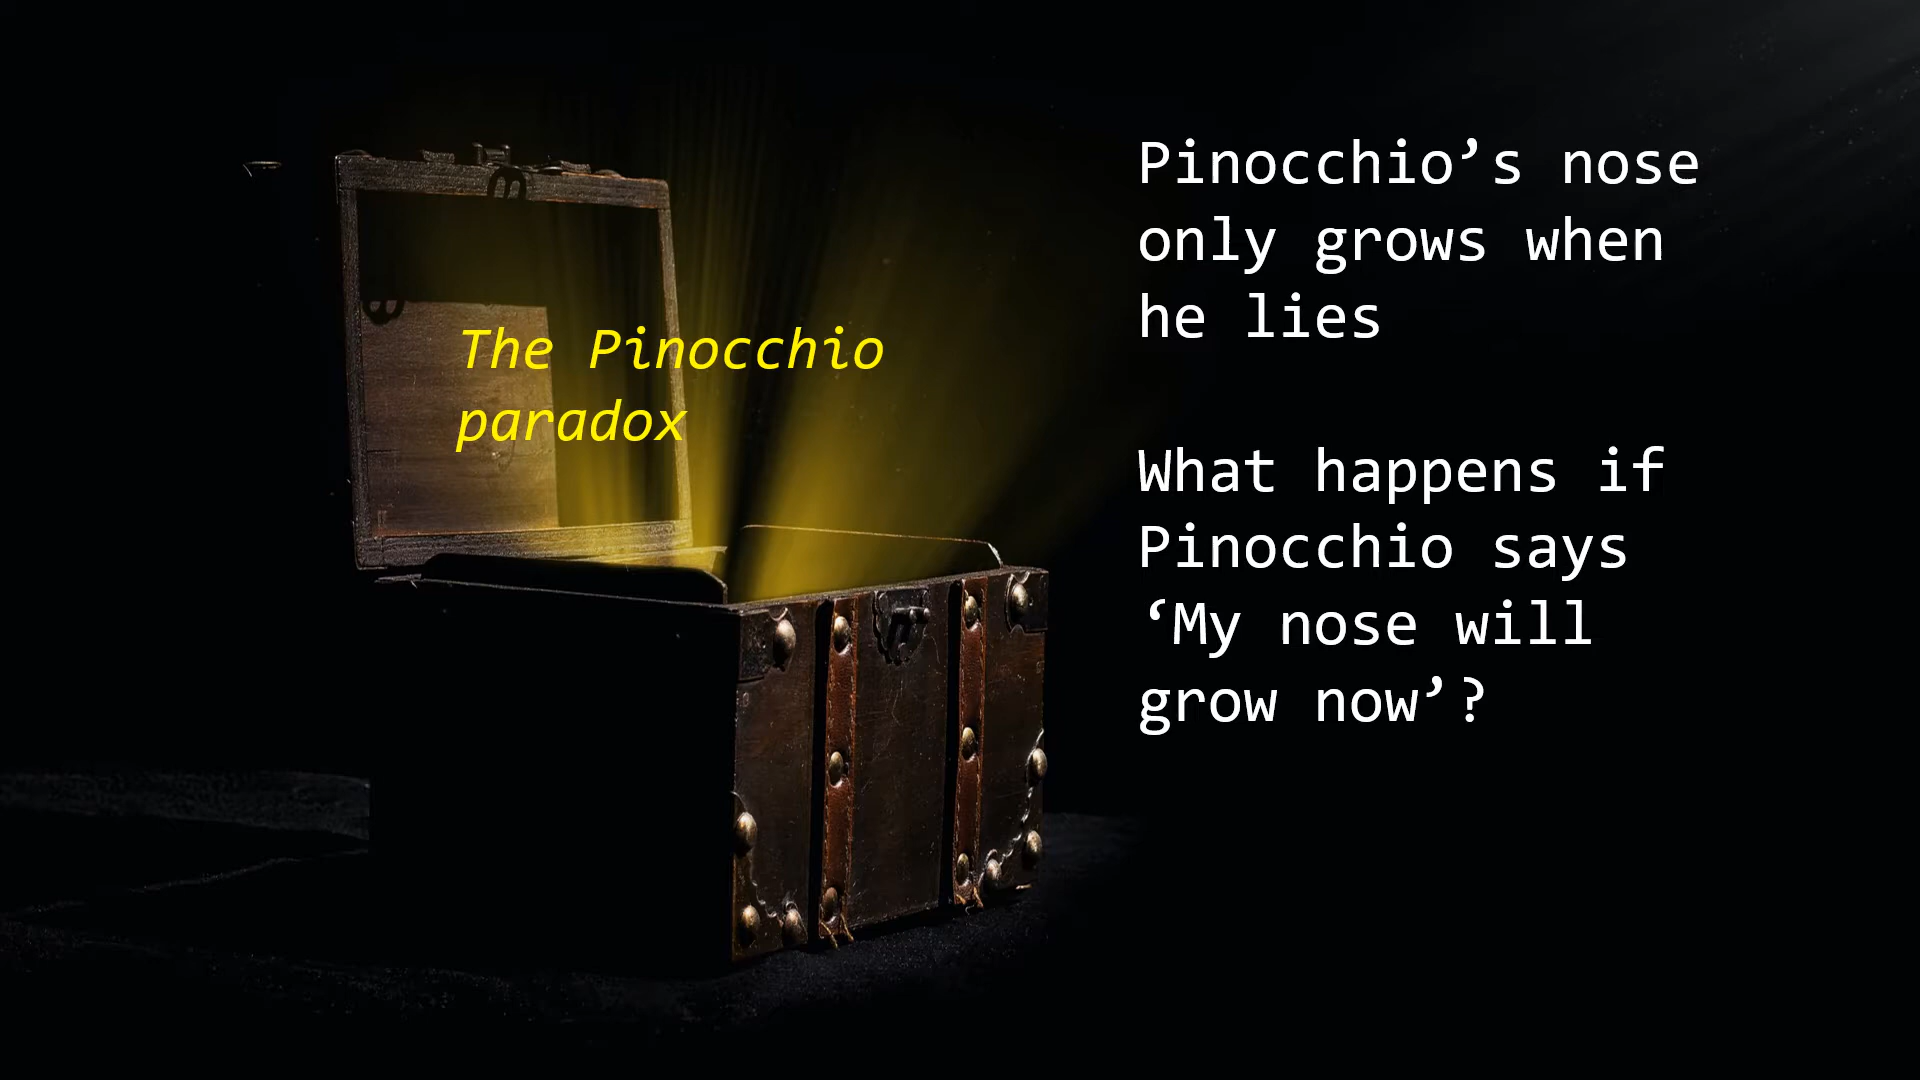 The Pinocchio
paradox
Pinocchio’s nose
only grows when
he lies
What happens if
Pinocchio says
‘My nose will
grow now’?